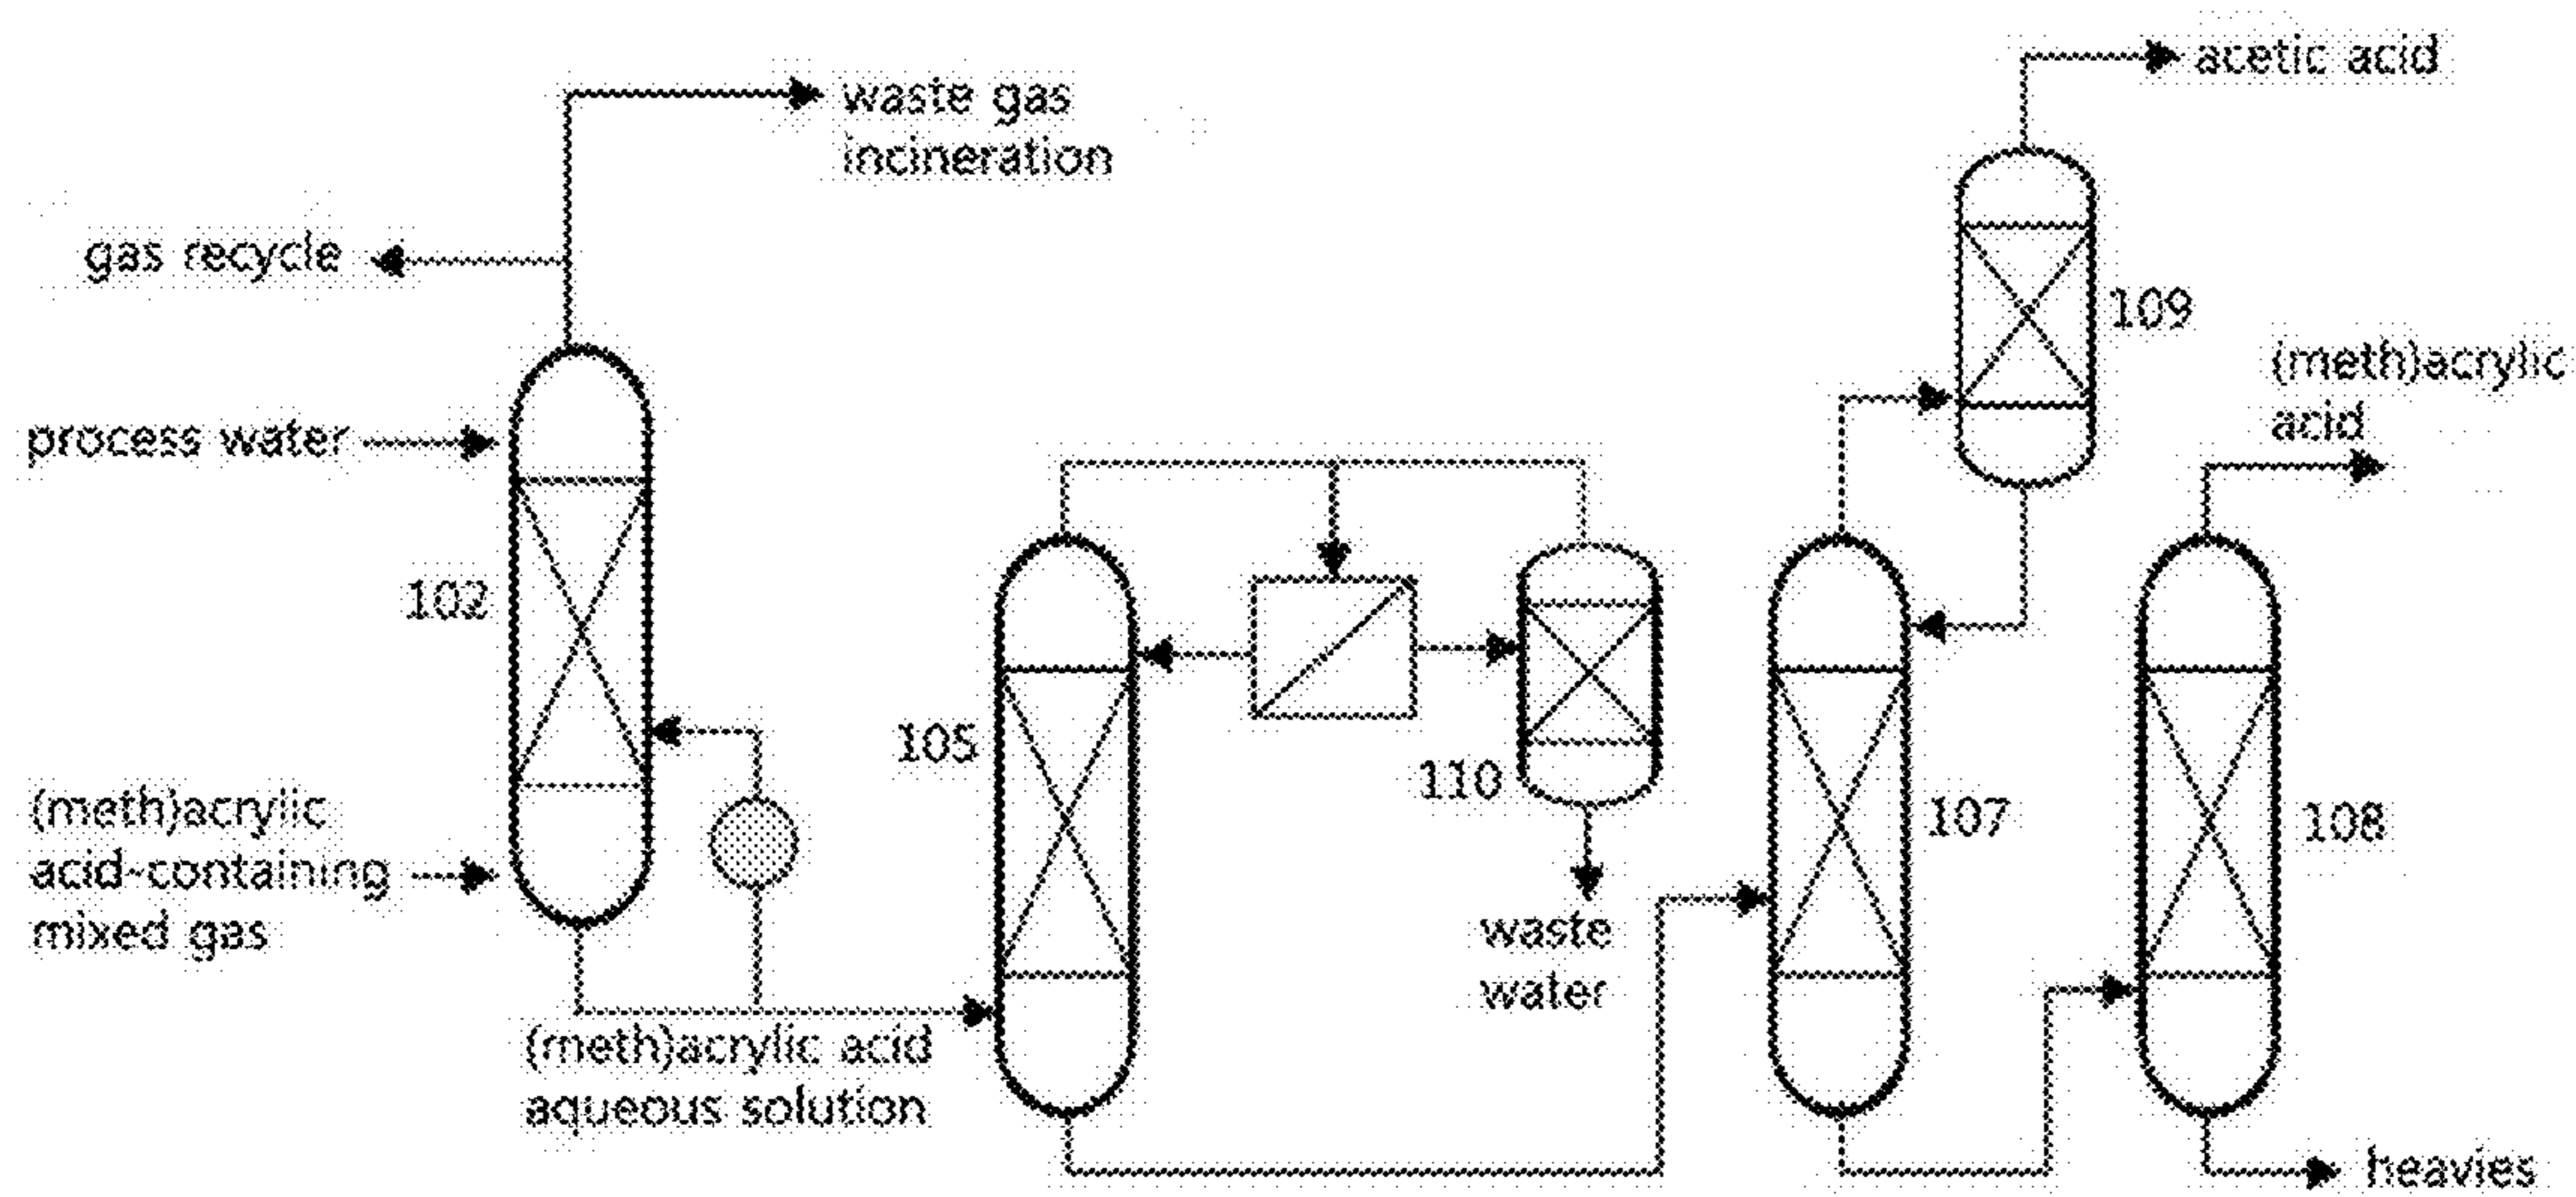 acetic acid
waste gas
incineration
gas recycle
109
(meth)acrylic
acid
process water
102
105
110
107
108
(meth)acrylic
acid-containing
mixed gas
waste
water
(meth)acrylic acid
aqueous solution
heavies